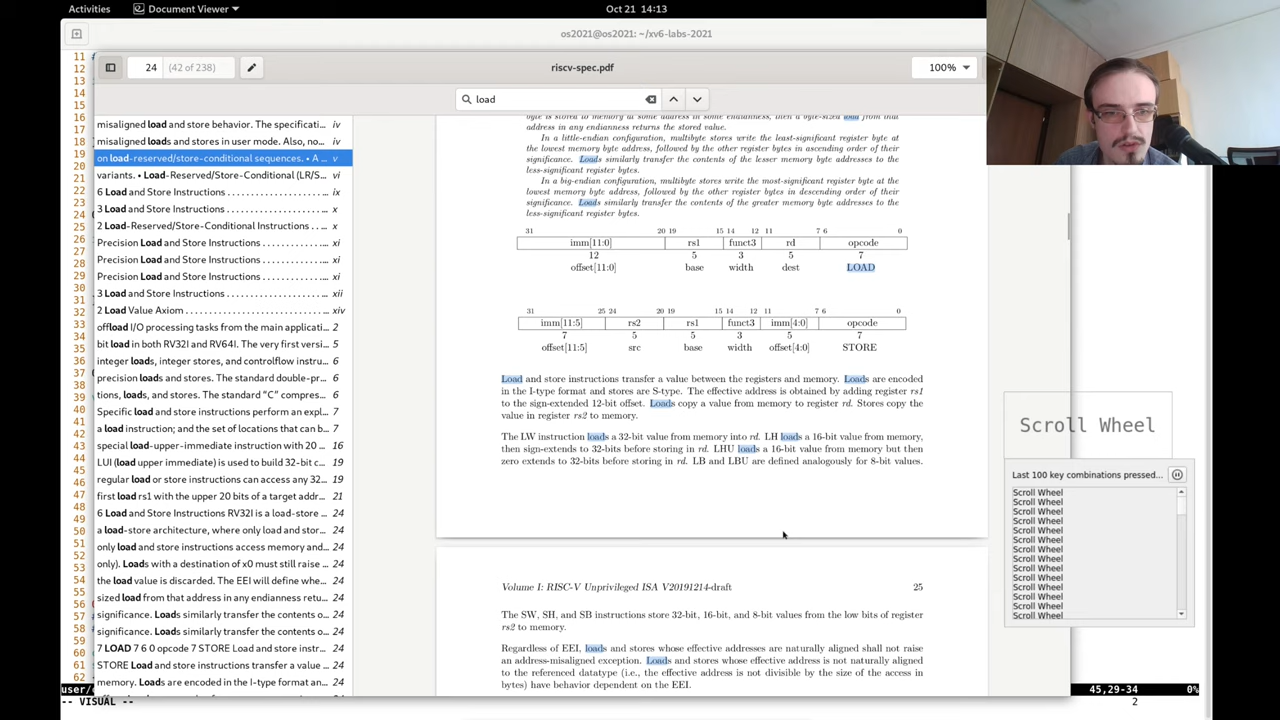 Activities
Document Viewer
Oct 21 14:13
os2021@os2021: ~/xv6-labs-2021
24
(42 of 238)
riscv-spec.pdf
100%
load
misaligned load and store behavior. The specificati... iv
misaligned loads and stores in user mode. Also, no... iv
on load-reserved/store-conditional sequences. • A ... v
variants. • Load-Reserved/Store-Conditional (LR/S... vi
6 Load and Store Instructions . . . . . . . . . . . . . . . . . ... ix
3 Load and Store Instructions . . . . . . . . . . . . . . . . . ... x
2 Load-Reserved/Store-Conditional Instructions . . ... x
Precision Load and Store Instructions . . . . . . . . . . ... xi
Precision Load and Store Instructions . . . . . . . . . . ... xi
Precision Load and Store Instructions . . . . . . . . . . ... xi
3 Load and Store Instructions . . . . . . . . . . . . . . . . . ... xii
2 Load Value Axiom . . . . . . . . . . . . . . . . . . . . . . . . ... xiv
offload I/O processing tasks from the main applicati... 2
bit load in both RV32I and RV64I. The very first versi... 5
integer loads, integer stores, and controlflow instru... 6
precision loads and stores. The standard double-pr... 6
tions, loads, and stores. The standard "C" compres... 6
Specific load and store instructions perform an expl... 7
a load instruction; and the set of locations that can b... 7
special load-upper-immediate instruction with 20 ... 16
LUI (load upper immediate) is used to build 32-bit c... 19
regular load or store instructions can access any 32... 19
first load rs1 with the upper 20 bits of a target addr... 21
6 Load and Store Instructions RV32I is a load-store ... 24
a load-store architecture, where only load and stor... 24
only load and store instructions access memory and... 24
only). Loads with a destination of x0 must still raise ... 24
the load value is discarded. The EEI will define whe... 24
sized load from that address in any endianness retu... 24
significance. Loads similarly transfer the contents o... 24
significance. Loads similarly transfer the contents o... 24
7 LOAD 7 6 0 opcode 7 STORE Load and store instr... 24
STORE Load and store instructions transfer a value ... 24
memory. Loads are encoded in the I-type format an... 24
byte is stored to memory at some address in some endianness, then a byte-sized load from that
address in any endianness returns the stored value.
In a little-endian configuration, multibyte stores write the least-significant register byte at
the lowest memory byte address, followed by the other register bytes in ascending order of their
significance. Loads similarly transfer the contents of the lesser memory byte addresses to the
less-significant register bytes.
In a big-endian configuration, multibyte stores write the most-significant register byte at the
lowest memory byte address, followed by the other register bytes in descending order of their
significance. Loads similarly transfer the contents of the greater memory byte addresses to the
less-significant register bytes.
31 20 19 15 14 12 11 7 6 0
imm[11:0] rs1 funct3 rd opcode
12 5 3 5 7
offset[11:0] base width dest LOAD
31 25 24 20 19 15 14 12 11 7 6 0
imm[11:5] rs2 rs1 funct3 imm[4:0] opcode
7 5 5 3 5 7
offset[11:5] src base width offset[4:0] STORE
Load and store instructions transfer a value between the registers and memory. Loads are encoded
in the I-type format and stores are S-type. The effective address is obtained by adding register rs1
to the sign-extended 12-bit offset. Loads copy a value from memory to register rd. Stores copy the
value in register rs2 to memory.
The LW instruction loads a 32-bit value from memory into rd. LH loads a 16-bit value from memory,
then sign-extends to 32-bits before storing in rd. LHU loads a 16-bit value from memory but then
zero extends to 32-bits before storing in rd. LB and LBU are defined analogously for 8-bit values.
Volume I: RISC-V Unprivileged ISA V20191214-draft 25
The SW, SH, and SB instructions store 32-bit, 16-bit, and 8-bit values from the low bits of register
rs2 to memory.
Regardless of EEI, loads and stores whose effective addresses are naturally aligned shall not raise
an address-misaligned exception. Loads and stores whose effective address is not naturally aligned
to the referenced datatype (i.e., the effective address is not divisible by the size of the access in
bytes) have behavior dependent on the EEI.
Scroll Wheel
Last 100 key combinations pressed...
Scroll Wheel
Scroll Wheel
Scroll Wheel
Scroll Wheel
Scroll Wheel
Scroll Wheel
Scroll Wheel
Scroll Wheel
Scroll Wheel
Scroll Wheel
Scroll Wheel
Scroll Wheel
Scroll Wheel
Scroll Wheel
45,29-34 0%
-- VISUAL -- 2